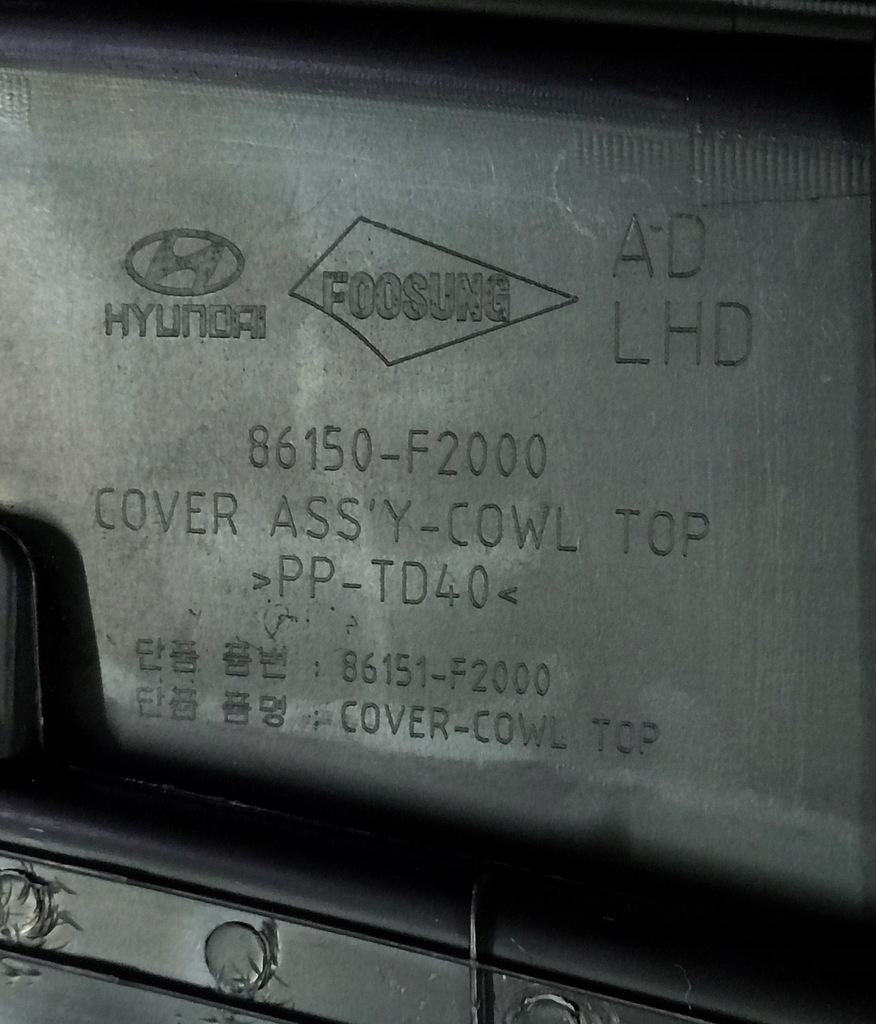 HYUNDAI
FOOSUNG
AD
LHD
86150-F2000
COVER ASS'Y-COWL TOP
>PP-TD40<
단품 품번 : 86151-F2000
단품 품명 : COVER-COWL TOP